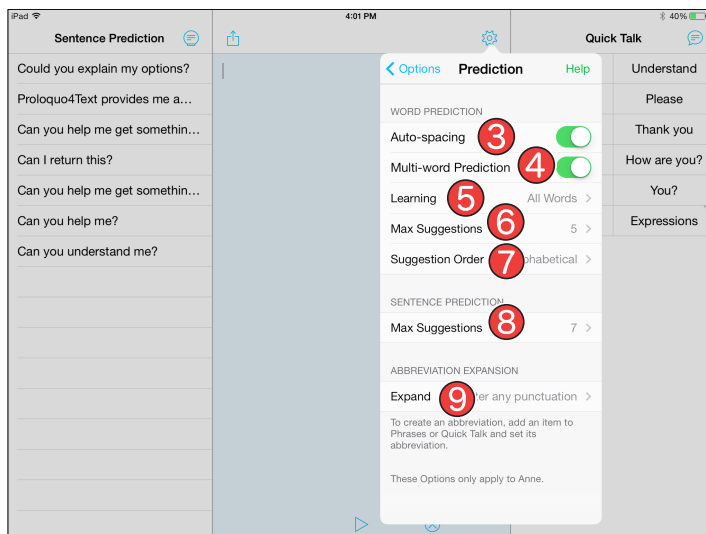 iPad 4:01 PM 40%
Sentence Prediction
Could you explain my options?
Proloquo4Text provides me a...
Can you help me get somethin...
Can I return this?
Can you help me get somethin...
Can you help me?
Can you understand me?
Options Prediction Help
WORD PREDICTION
Auto-spacing 3
Multi-word Prediction 4
Learning 5 All Words
Max Suggestions 6 5
Suggestion Order 7 phabetical
SENTENCE PREDICTION
Max Suggestions 8 7
ABBREVIATION EXPANSION
Expand 9 ter any punctuation
To create an abbreviation, add an item to
Phrases or Quick Talk and set its
abbreviation.
These Options only apply to Anne.
Quick Talk
Understand
Please
Thank you
How are you?
You?
Expressions